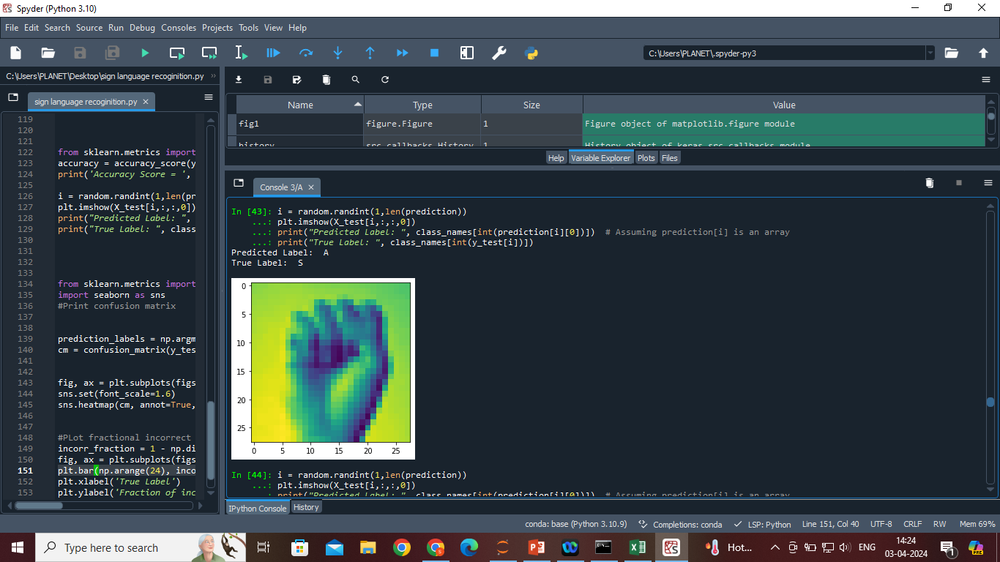 Spyder (Python 3.10)
File Edit Search Source Run Debug Consoles Projects Tools View Help
C:\Users\PLANET\.spyder-py3
C:\Users\PLANET\Desktop\sign language recoginition.py
sign language recoginition.py
119
120
121
122 from sklearn.metrics import
123 accuracy = accuracy_score(y
124 print('Accuracy Score = ',
125
126 i = random.randint(1,len(pr
127 plt.imshow(X_test[i,:,:,0])
128 print("Predicted Label: ",
129 print("True Label: ", class
130
131
132
133
134 from sklearn.metrics import
135 import seaborn as sns
136 #Print confusion matrix
137
138
139 prediction_labels = np.argm
140 cm = confusion_matrix(y_tes
141
142
143 fig, ax = plt.subplots(figs
144 sns.set(font_scale=1.6)
145 sns.heatmap(cm, annot=True,
146
147
148 #PLot fractional incorrect
149 incorr_fraction = 1 - np.di
150 fig, ax = plt.subplots(figs
151 plt.bar(np.arange(24), inco
152 plt.xlabel('True Label')
153 plt.ylabel('Fraction of inc
Name Type Size Value
fig1 figure.Figure 1 Figure object of matplotlib.figure module
history src.callbacks.History 1 History object of keras.src.callbacks module
Help Variable Explorer Plots Files
Console 3/A
In [43]: i = random.randint(1,len(prediction))
...: plt.imshow(X_test[i,:,:,0])
...: print("Predicted Label: ", class_names[int(prediction[i][0])]) # Assuming prediction[i] is an array
...: print("True Label: ", class_names[int(y_test[i])])
Predicted Label: A
True Label: S
0
5
10
15
20
25
0 5 10 15 20 25
In [44]: i = random.randint(1,len(prediction))
...: plt.imshow(X_test[i,:,:,0])
...: print("Predicted Label: ", class_names[int(prediction[i][0])]) # Assuming prediction[i] is an array
IPython Console History
conda: base (Python 3.10.9) Completions: conda LSP: Python Line 151, Col 40 UTF-8 CRLF RW Mem 69%
Type here to search
Hot...
ENG
14:24
03-04-2024
1
PRE